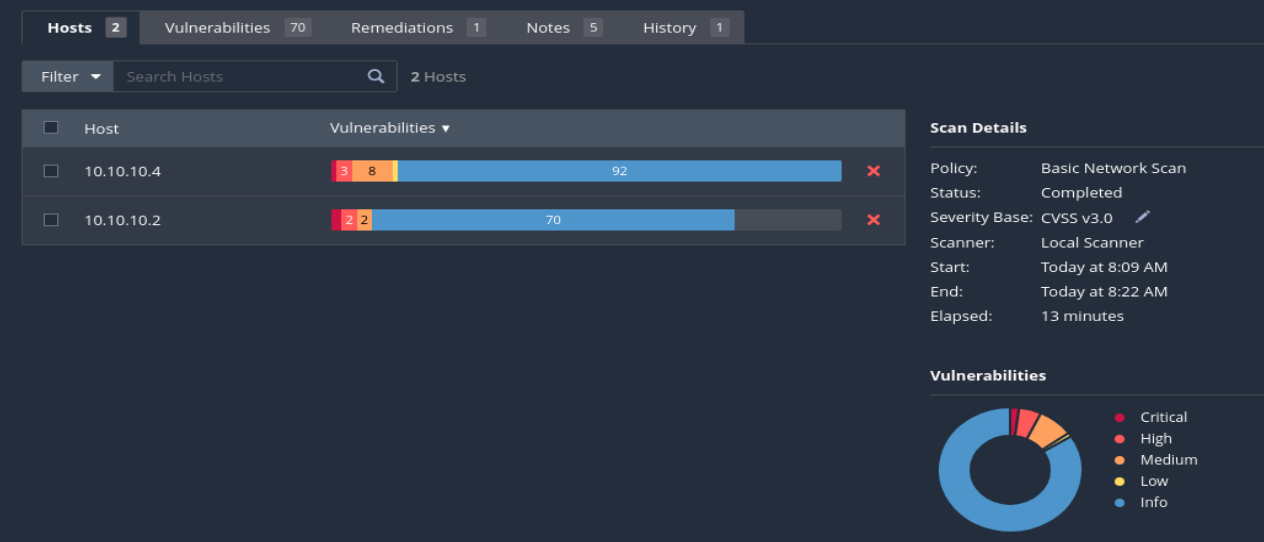 Hosts 2 Vulnerabilities 70 Remediations 1 Notes 5 History 1
Filter Search Hosts 2 Hosts
Host Vulnerabilities
10.10.10.4 3 8 92
10.10.10.2 2 2 70
Scan Details
Policy: Basic Network Scan
Status: Completed
Severity Base: CVSS v3.0
Scanner: Local Scanner
Start: Today at 8:09 AM
End: Today at 8:22 AM
Elapsed: 13 minutes
Vulnerabilities
Critical
High
Medium
Low
Info